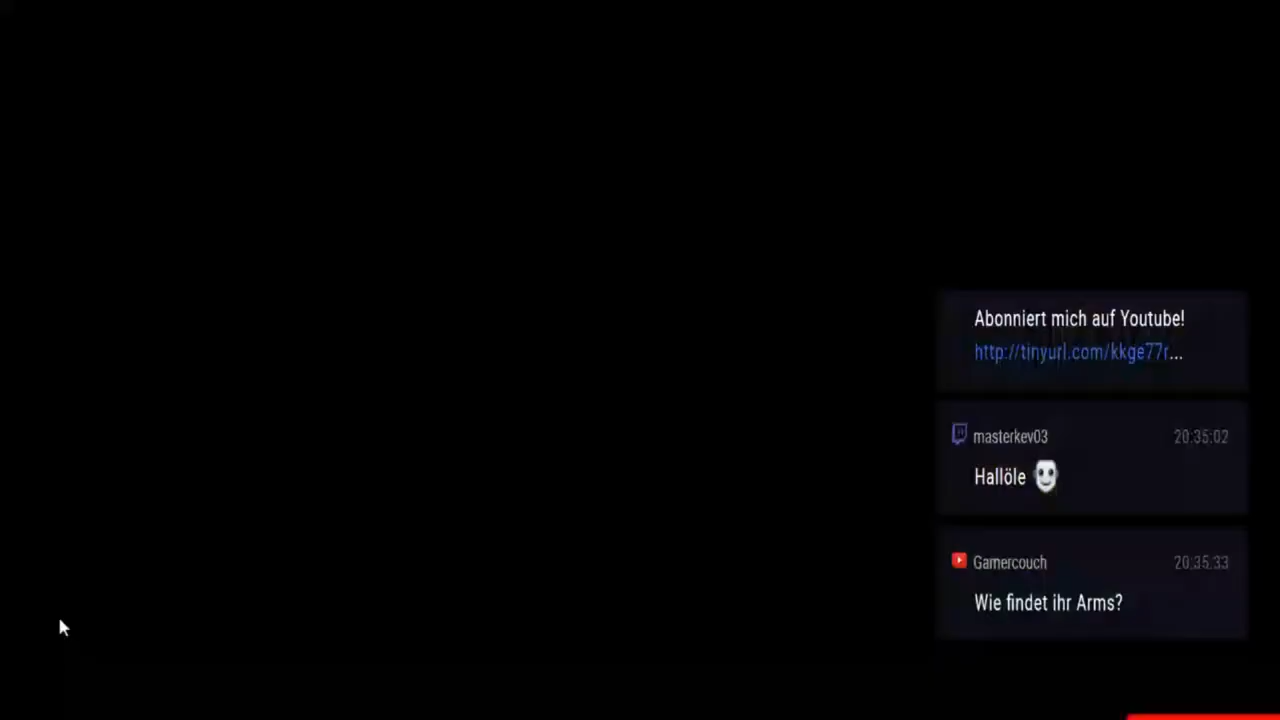 Abonniert mich auf Youtube!
http://tinyurl.com/kkge77r...
masterkev03 20:35:02
Hallöle
Gamercouch 20:35:33
Wie findet ihr Arms?